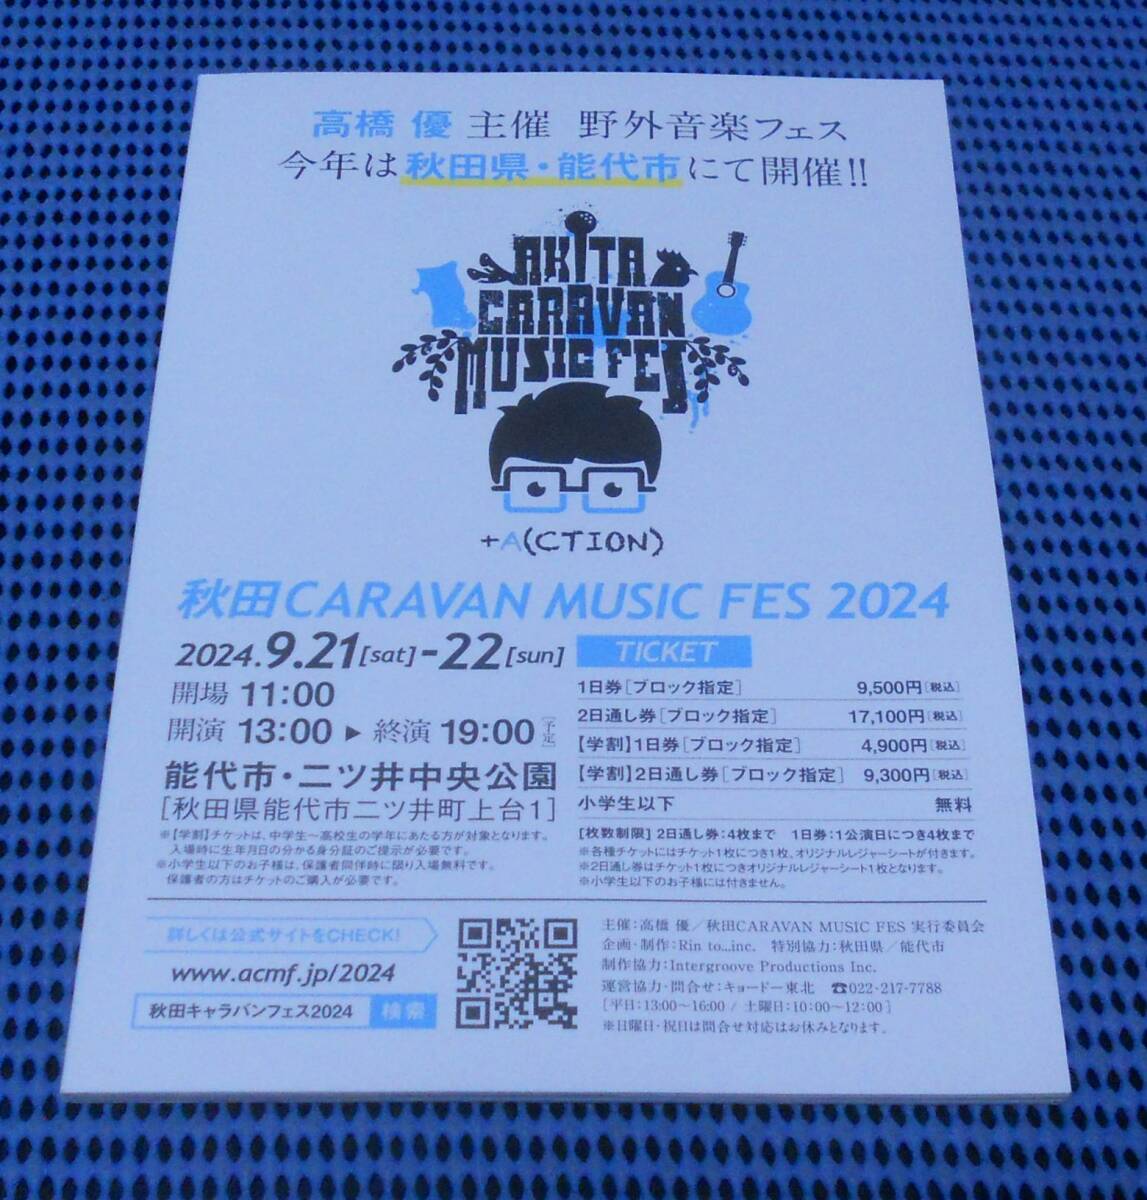 高橋 優 主催 野外音楽フェス
今年は秋田県・能代市にて開催!!
AKITA
CARAVAN
MUSIC FES
+A(CTION)
秋田CARAVAN MUSIC FES 2024
2024.9.21[sat]-22[sun]
開場 11:00
開演 13:00 ▶ 終演 19:00[予定]
能代市・二ツ井中央公園
[秋田県能代市二ツ井町上台1]
※【学割】チケットは、中学生〜高校生の学年にあたる方が対象となります。
入場時に生年月日の分かる身分証のご提示が必要です。
※小学生以下のお子様は、保護者同伴時に限り入場無料です。
保護者の方はチケットのご購入が必要です。
TICKET
1日券[ブロック指定] 9,500円[税込]
2日通し券[ブロック指定] 17,100円[税込]
【学割】1日券[ブロック指定] 4,900円[税込]
【学割】2日通し券[ブロック指定] 9,300円[税込]
小学生以下 無料
[枚数制限] 2日通し券:4枚まで 1日券:1公演日につき4枚まで
※各種チケットにはチケット1枚につき1枚、オリジナルレジャーシートが付きます。
※2日通し券はチケット1枚につきオリジナルレジャーシート1枚となります。
※小学生以下のお子様には付きません。
詳しくは公式サイトをCHECK!
www.acmf.jp/2024
秋田キャラバンフェス2024 検索
主催:高橋 優／秋田CARAVAN MUSIC FES 実行委員会
企画・制作:Rin to...inc. 特別協力:秋田県／能代市
制作協力:Intergroove Productions Inc.
運営協力・問合せ:キョードー東北 ☎022-217-7788
[平日:13:00〜16:00 / 土曜日:10:00〜12:00]
※日曜日・祝日は問合せ対応はお休みとなります。